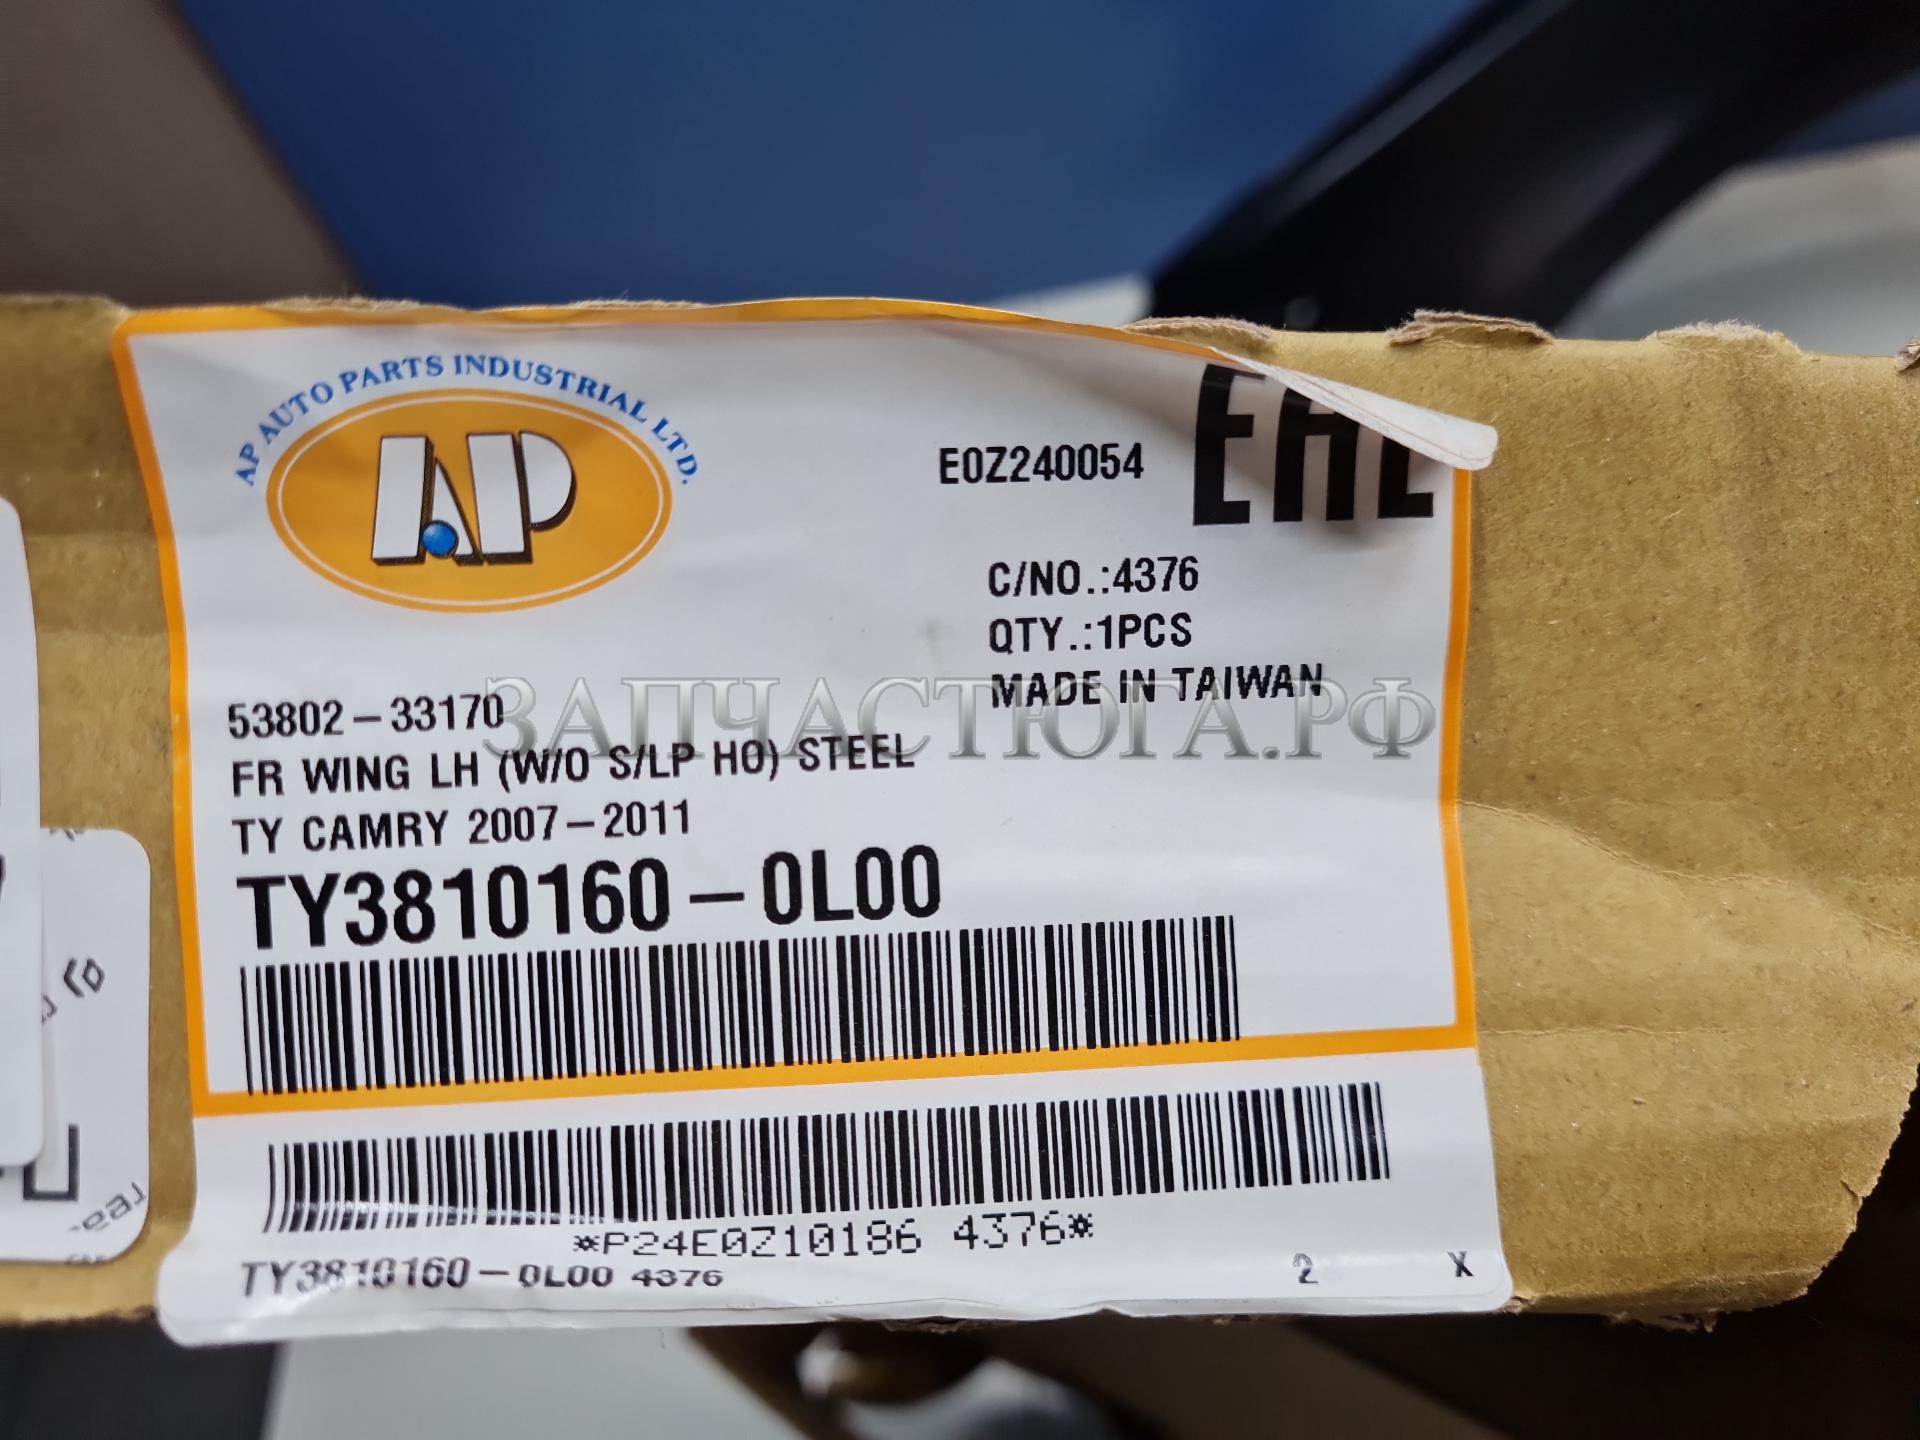 AP AUTO PARTS INDUSTRIAL LTD.
AP
E0Z240054
EAC
C/NO.:4376
QTY.:1PCS
MADE IN TAIWAN
ЗАПЧАСТЮГА.РФ
53802-33170
FR WING LH (W/O S/LP HO) STEEL
TY CAMRY 2007-2011
TY3810160-0L00
*P24E0Z10186 4376*
TY3810160-0L00 4376
2 X